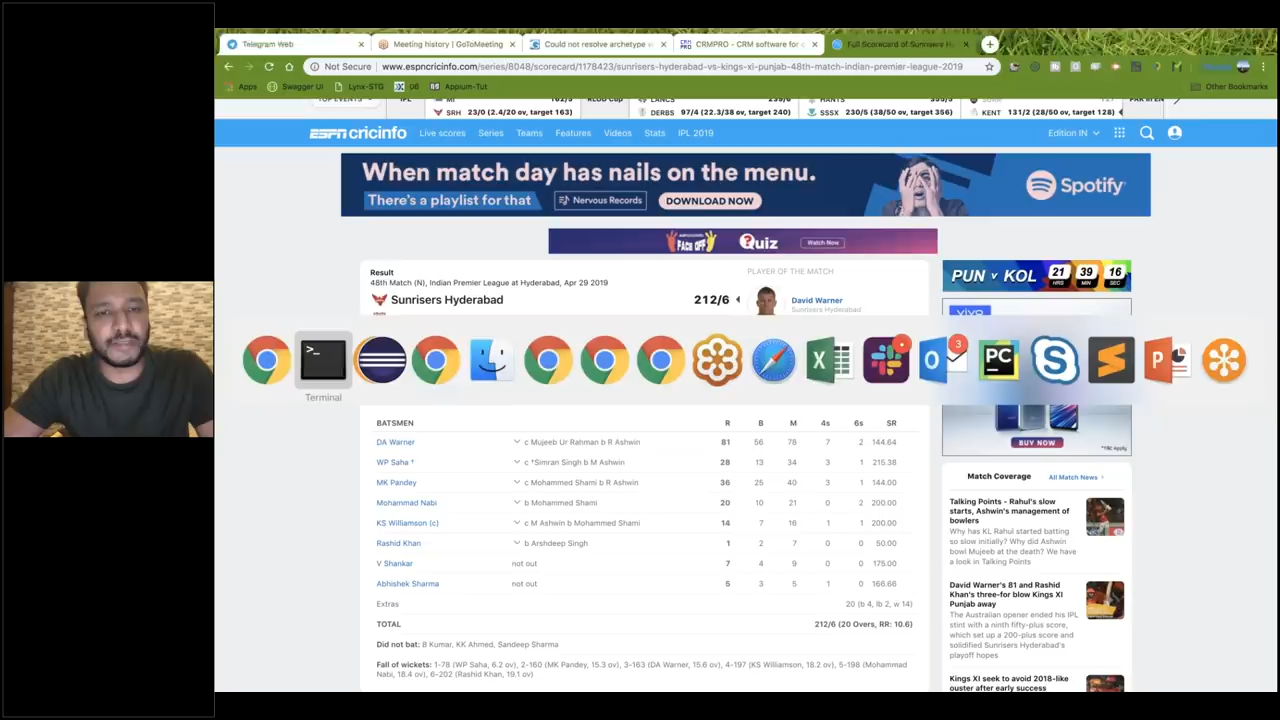 Telegram Web
Meeting history | GoToMeeting
Could not resolve archetype
CRMPRO - CRM software for
Full Scorecard of Sunrisers
Not Secure
www.espncricinfo.com/series/8048/scorecard/1178423/sunrisers-hyderabad-vs-kings-xi-punjab-48th-match-indian-premier-league-2019
Apps
Swagger UI
Lynx-STG
Appium-Tut
Other Bookmarks
TOP EVENTS
SRH 23/0 (2.4/20 ov, target 163)
DERBS 97/4 (22.3/38 ov, target 240)
SSSX 230/5 (38/50 ov, target 356)
KENT 131/2 (28/50 ov, target 128)
ESPN cricinfo
Live scores
Series
Teams
Features
Videos
Stats
IPL 2019
Edition IN
When match day has nails on the menu.
There's a playlist for that
Nervous Records
DOWNLOAD NOW
Spotify
FACE OFF
Quiz
Watch Now
Result
48th Match (N), Indian Premier League at Hyderabad, Apr 29 2019
Sunrisers Hyderabad
212/6
PLAYER OF THE MATCH
David Warner
Sunrisers Hyderabad
PUN v KOL
21 39 16
HRS MIN SEC
vivo
3
PC
Terminal
BATSMEN R B M 4s 6s SR
DA Warner c Mujeeb Ur Rahman b R Ashwin 81 56 78 7 2 144.64
WP Saha † c †Simran Singh b M Ashwin 28 13 34 3 1 215.38
MK Pandey c Mohammed Shami b R Ashwin 36 25 40 3 1 144.00
Mohammad Nabi b Mohammed Shami 20 10 21 0 2 200.00
KS Williamson (c) c M Ashwin b Mohammed Shami 14 7 16 1 1 200.00
Rashid Khan b Arshdeep Singh 1 2 7 0 0 50.00
V Shankar not out 7 4 9 0 0 175.00
Abhishek Sharma not out 5 3 5 1 0 166.66
Extras 20 (b 4, lb 2, w 14)
TOTAL 212/6 (20 Overs, RR: 10.6)
Did not bat: B Kumar, KK Ahmed, Sandeep Sharma
Fall of wickets: 1-78 (WP Saha, 6.2 ov), 2-160 (MK Pandey, 15.3 ov), 3-163 (DA Warner, 15.6 ov), 4-197 (KS Williamson, 18.2 ov), 5-198 (Mohammad
Nabi, 18.4 ov), 6-202 (Rashid Khan, 19.1 ov)
BUY NOW
*T&C Apply
Match Coverage
All Match News
Talking Points - Rahul's slow
starts, Ashwin's management of
bowlers
Why has KL Rahul started batting
so slow initially? Why did Ashwin
bowl Mujeeb at the death? We have
a look in Talking Points
David Warner's 81 and Rashid
Khan's three-for blow Kings XI
Punjab away
The Australian opener ended his IPL
stint with a ninth fifty-plus score,
which set up a 200-plus score and
solidified Sunrisers Hyderabad's
playoff hopes
Kings XI seek to avoid 2018-like
ouster after early success